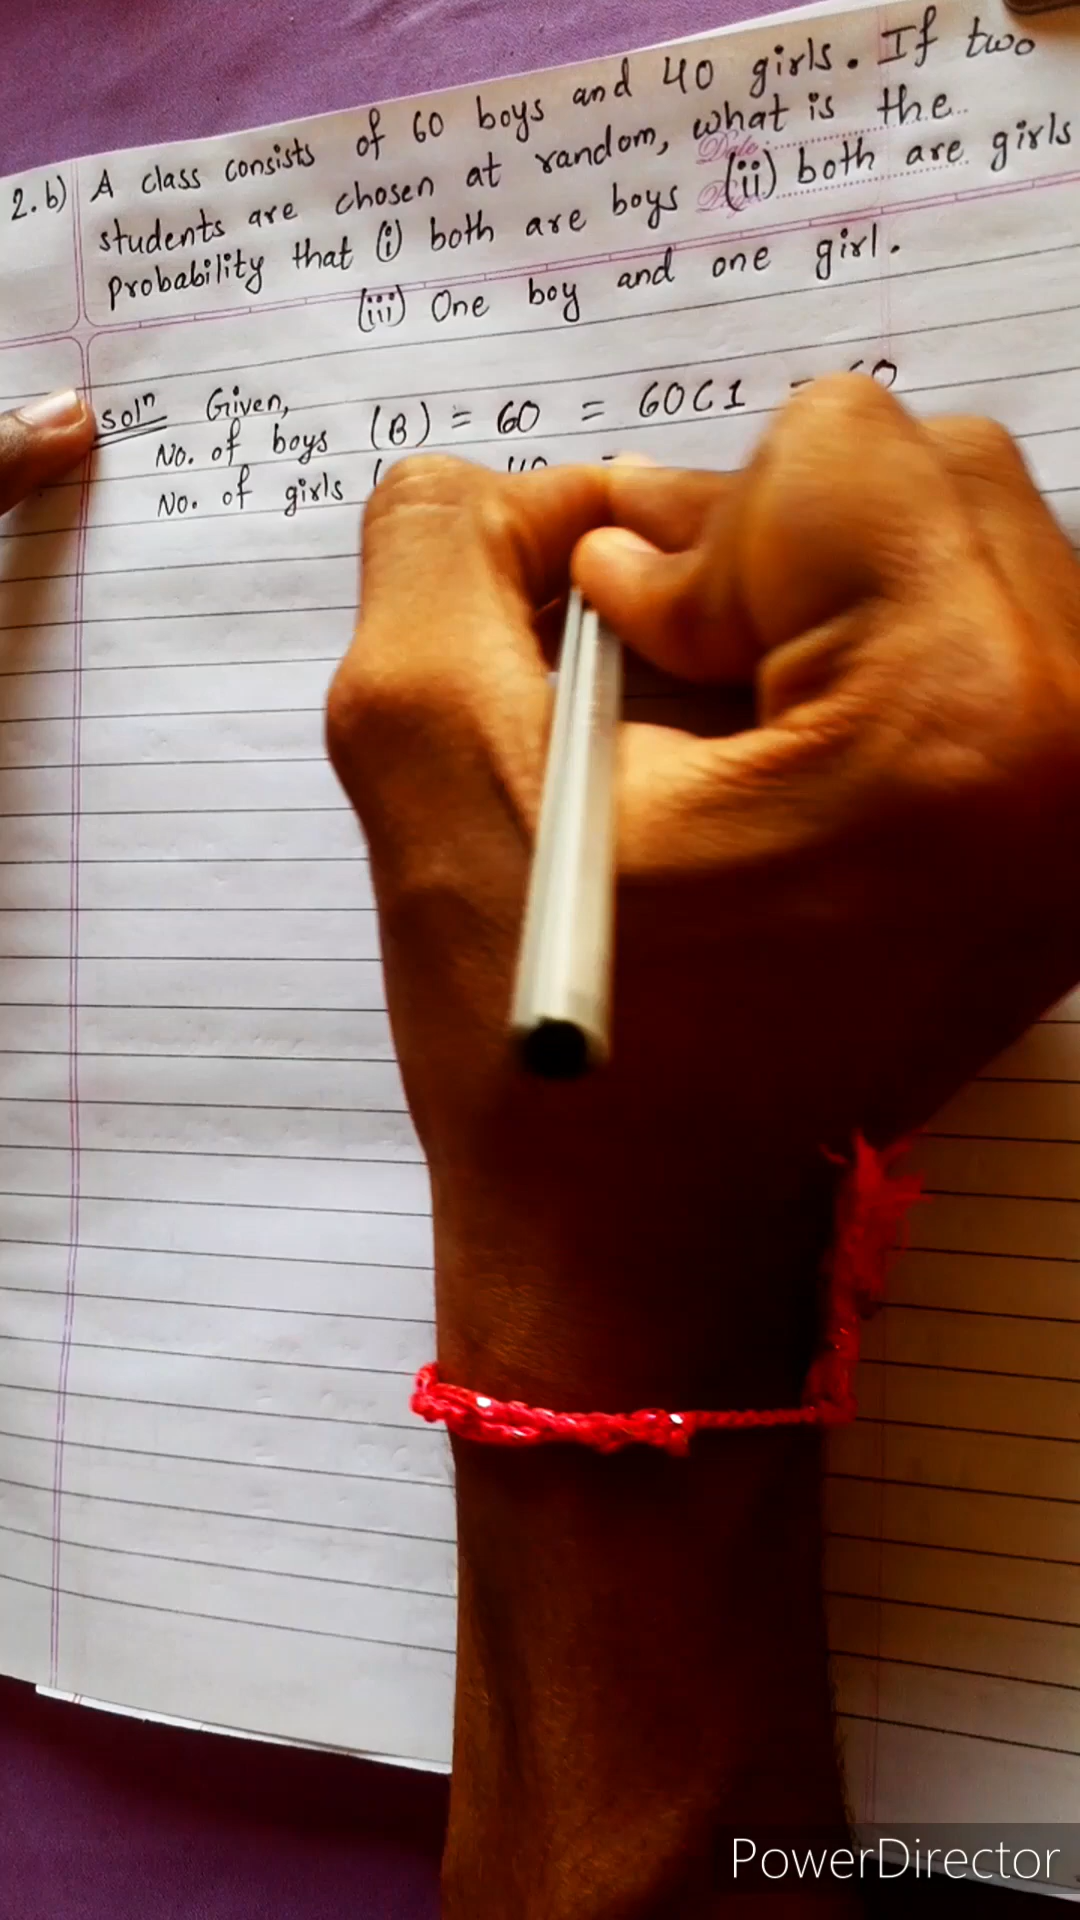 2.b) A class consists of 60 boys and 40 girls. If two
students are chosen at random, what is the
probability that (i) both are boys (ii) both are girls
(iii) One boy and one girl.
Soln Given,
No. of boys (B) = 60 = 60C1 = 60
No. of girls ( 40 =
PowerDirector